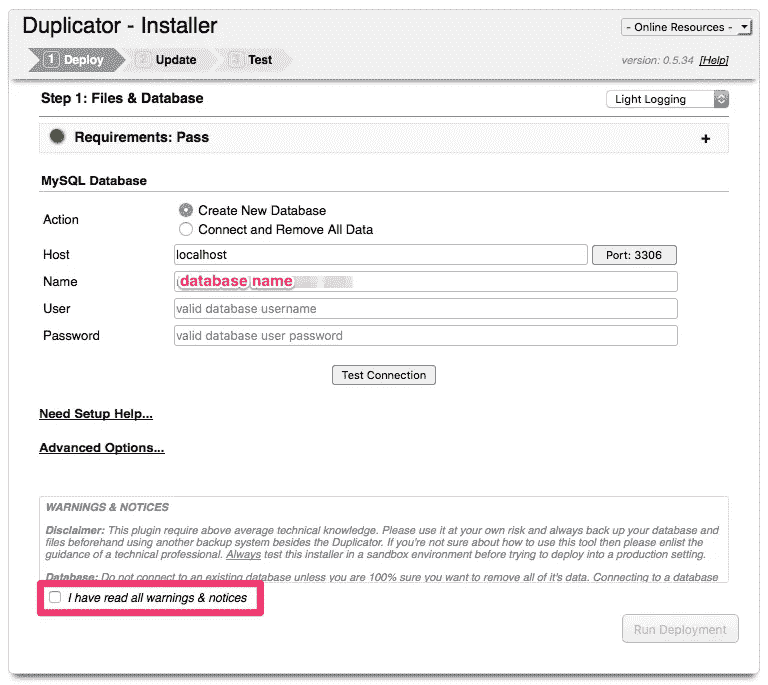 Duplicator - Installer
- Online Resources -
1 Deploy 2 Update 3 Test
version: 0.5.34 [Help]
Step 1: Files & Database
Light Logging
Requirements: Pass +
MySQL Database
Action
Create New Database
Connect and Remove All Data
Host localhost Port: 3306
Name database name
User valid database username
Password valid database user password
Test Connection
Need Setup Help...
Advanced Options...
WARNINGS & NOTICES
Disclaimer: This plugin require above average technical knowledge. Please use it at your own risk and always back up your database and
files beforehand using another backup system besides the Duplicator. If you're not sure about how to use this tool then please enlist the
guidance of a technical professional. Always test this installer in a sandbox environment before trying to deploy into a production setting.
Database: Do not connect to an existing database unless you are 100% sure you want to remove all of it's data. Connecting to a database
I have read all warnings & notices
Run Deployment